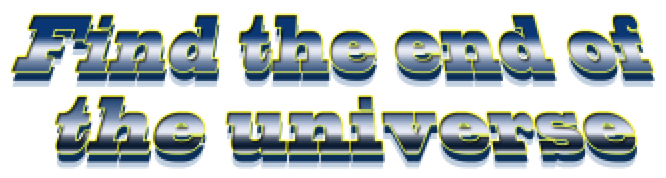 Find the end of
the universe